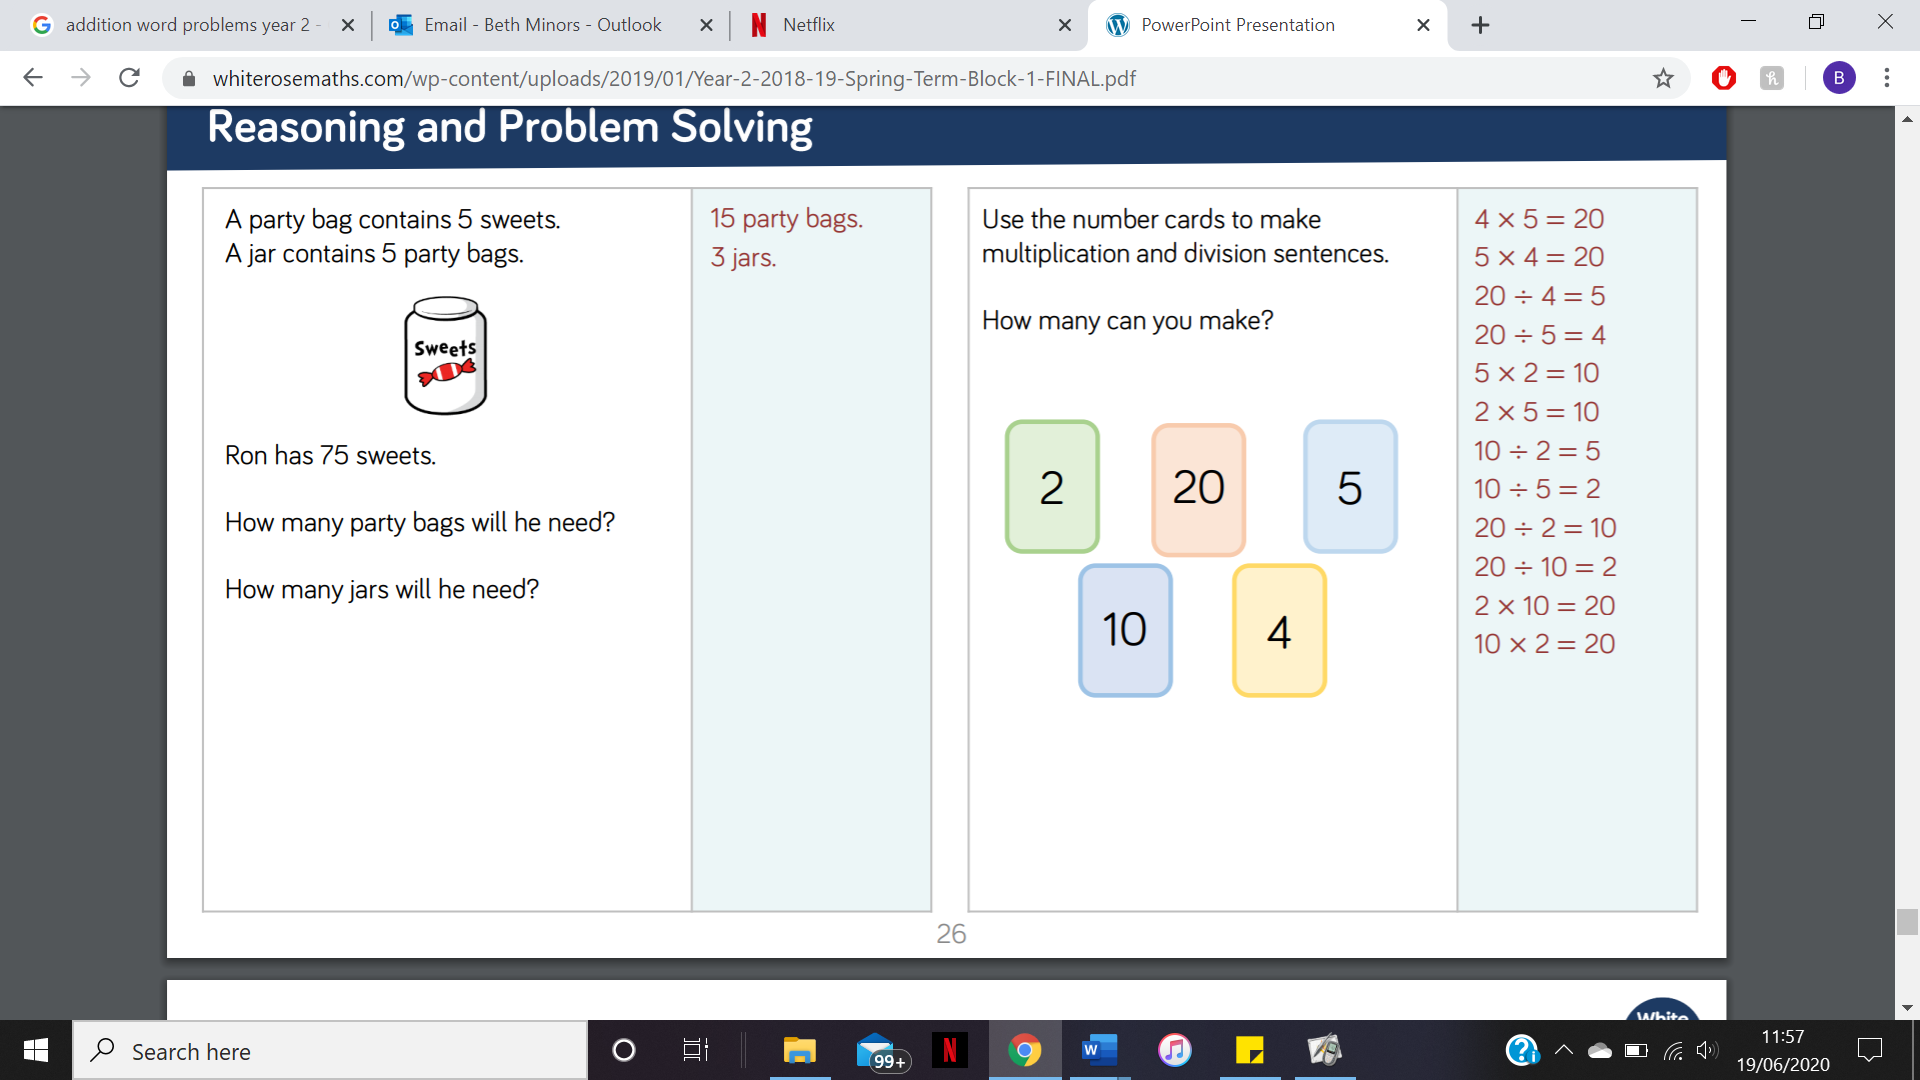 addition word problems year 2 -
Email - Beth Minors - Outlook
Netflix
PowerPoint Presentation
whiterosemaths.com/wp-content/uploads/2019/01/Year-2-2018-19-Spring-Term-Block-1-FINAL.pdf
B
Reasoning and Problem Solving
A party bag contains 5 sweets.
A jar contains 5 party bags.
Sweets
Ron has 75 sweets.
How many party bags will he need?
How many jars will he need?
15 party bags.
3 jars.
Use the number cards to make
multiplication and division sentences.
How many can you make?
2 20 5
10 4
4 × 5 = 20
5 × 4 = 20
20 ÷ 4 = 5
20 ÷ 5 = 4
5 × 2 = 10
2 × 5 = 10
10 ÷ 2 = 5
10 ÷ 5 = 2
20 ÷ 2 = 10
20 ÷ 10 = 2
2 × 10 = 20
10 × 2 = 20
26
White
Search here
99+
11:57
19/06/2020